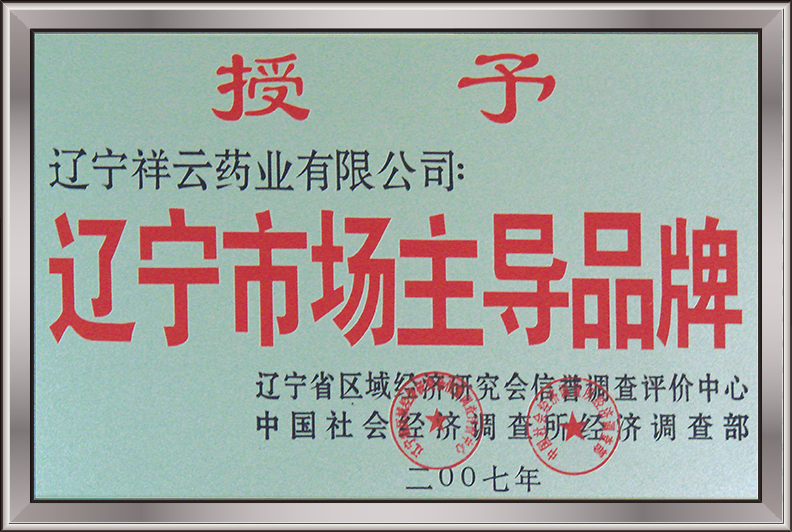 授予
辽宁祥云药业有限公司:
辽宁市场主导品牌
辽宁省区域经济研究会信誉调查评价中心
中国社会经济调查所经济调查部
二00七年